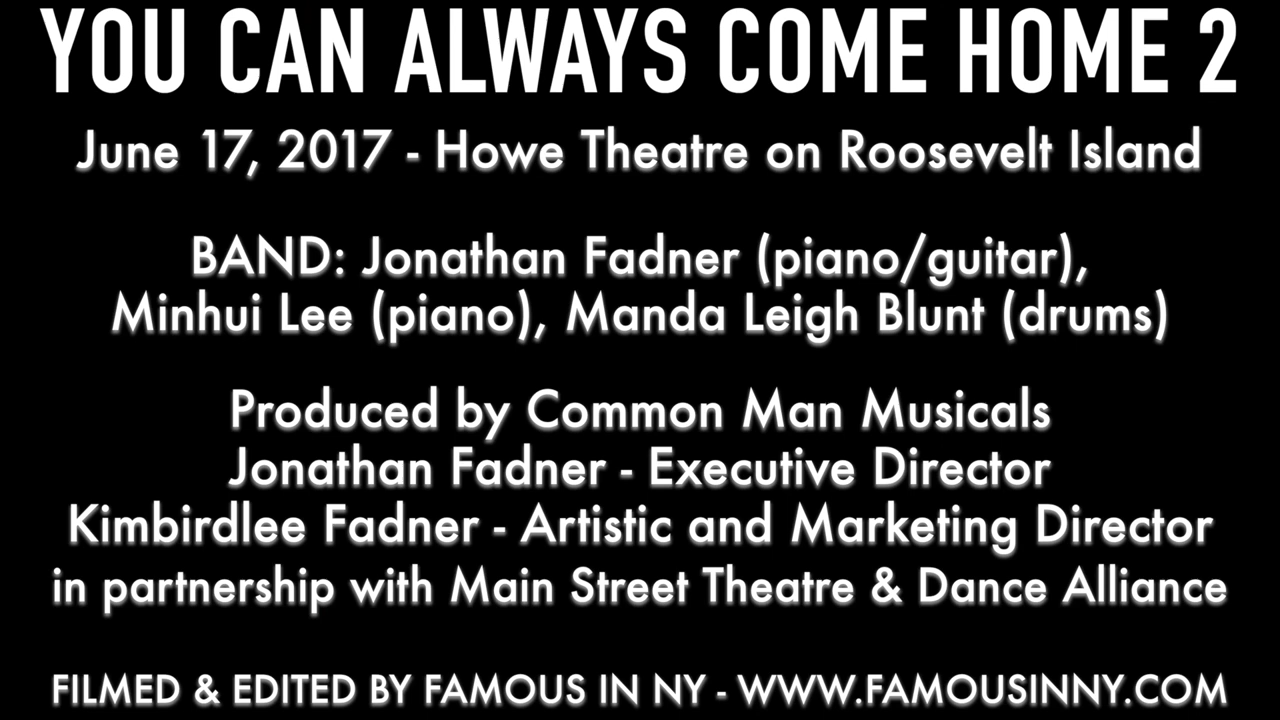 YOU CAN ALWAYS COME HOME 2
June 17, 2017 - Howe Theatre on Roosevelt Island
BAND: Jonathan Fadner (piano/guitar),
Minhui Lee (piano), Manda Leigh Blunt (drums)
Produced by Common Man Musicals
Jonathan Fadner - Executive Director
Kimbirdlee Fadner - Artistic and Marketing Director
in partnership with Main Street Theatre & Dance Alliance
FILMED & EDITED BY FAMOUS IN NY - WWW.FAMOUSINNY.COM